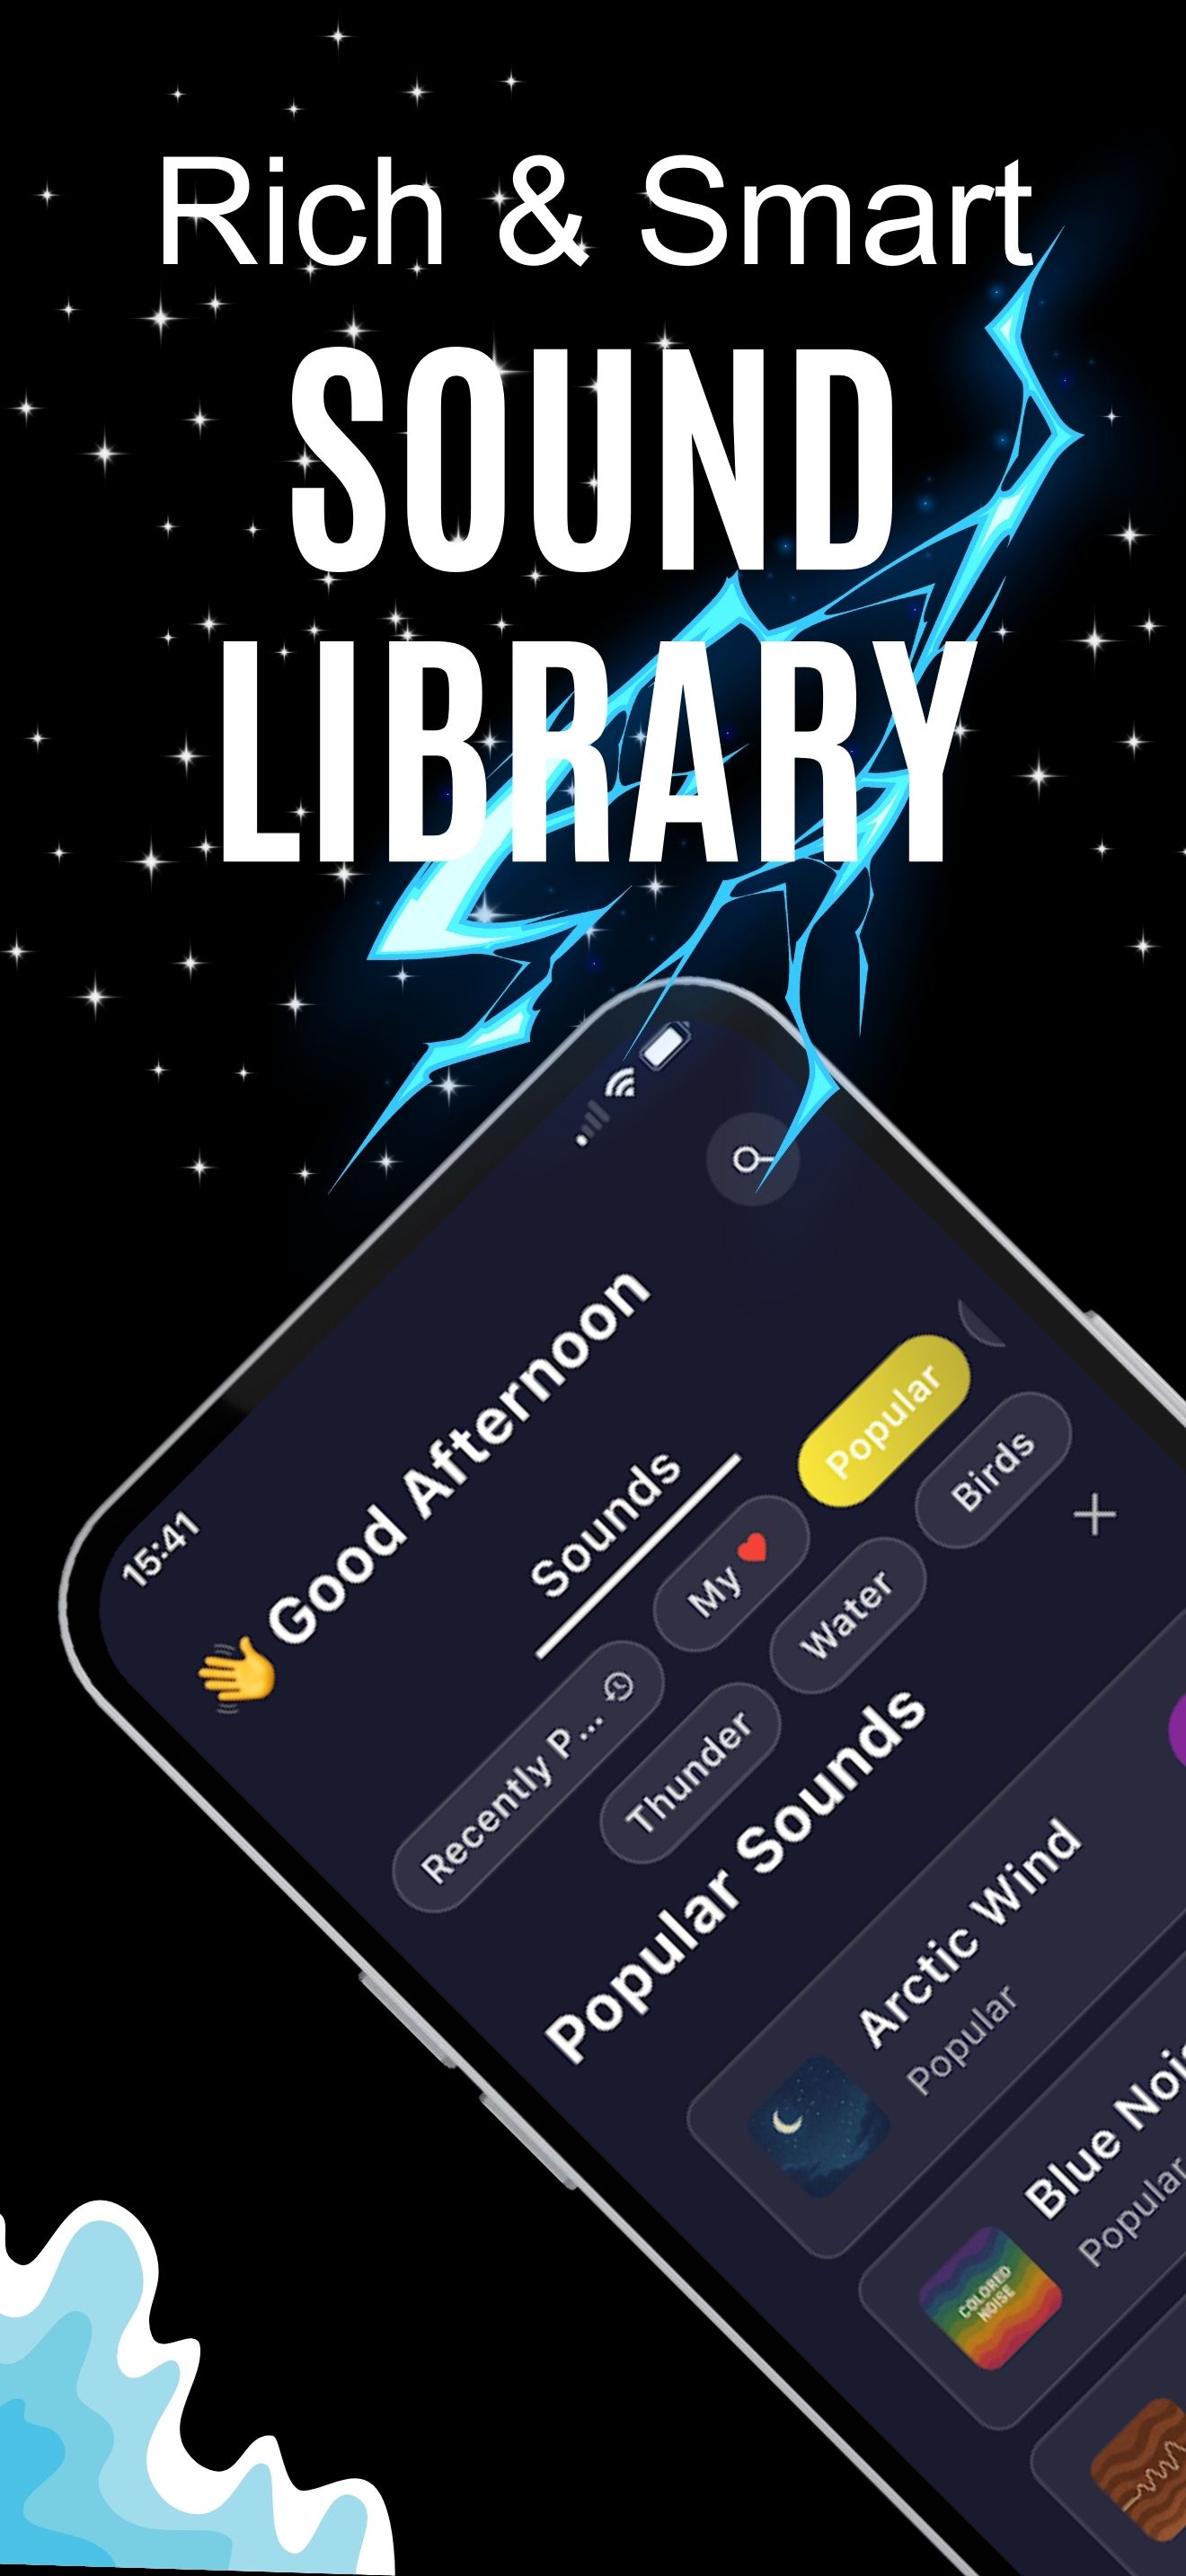 Rich & Smart
SOUND
LIBRARY
15:41
👋 Good Afternoon
Sounds
Recently P... 
My ❤️
Popular
Thunder
Water
Birds
Popular Sounds
Arctic Wind
Popular
Blue Noi
Popular
COLORED
NOISE